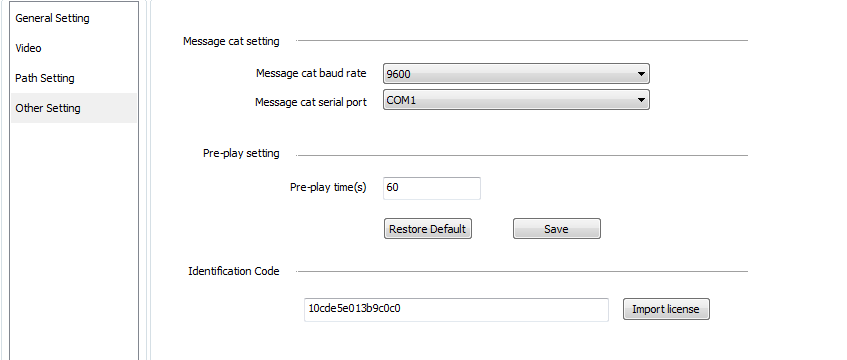 General Setting
Video
Path Setting
Other Setting
Message cat setting
Message cat baud rate 9600
Message cat serial port COM1
Pre-play setting
Pre-play time(s) 60
Restore Default Save
Identification Code
10cde5e013b9c0c0 Import license